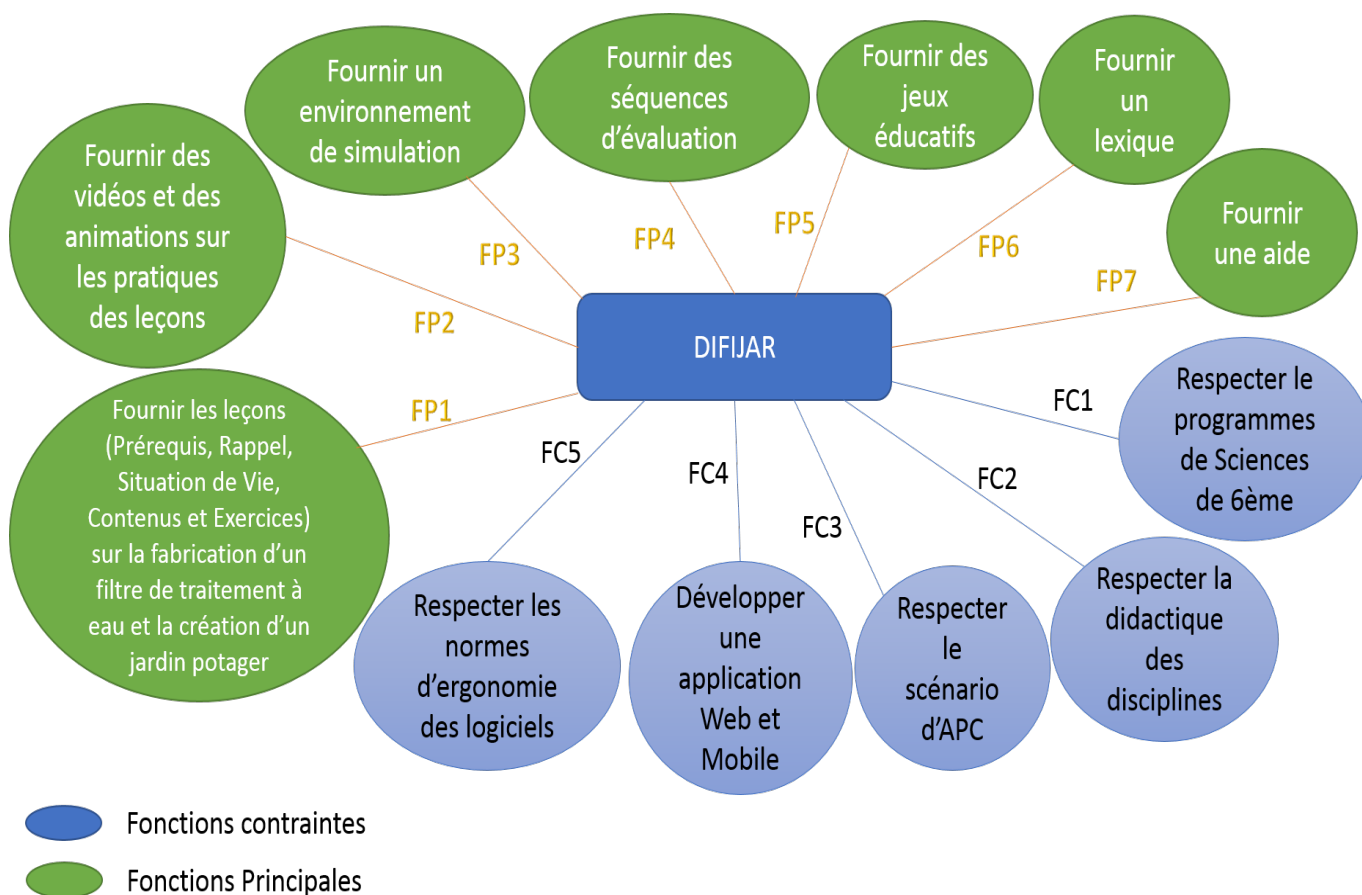 Fournir un
environnement
de simulation
Fournir des
séquences
d'évaluation
Fournir des
jeux
éducatifs
Fournir
un
lexique
Fournir des
vidéos et des
animations sur
les pratiques
des leçons
Fournir
une aide
FP3
FP4
FP5
FP6
FP7
FP2
DIFIJAR
FP1
Fournir les leçons
(Prérequis, Rappel,
Situation de Vie,
Contenus et Exercices)
sur la fabrication d'un
filtre de traitement à
eau et la création d'un
jardin potager
FC1
Respecter le
programmes
de Sciences
de 6ème
FC5
FC4
FC3
FC2
Respecter les
normes
d'ergonomie
des logiciels
Développer
une
application
Web et
Mobile
Respecter
le
scénario
d'APC
Respecter la
didactique
des
disciplines
Fonctions contraintes
Fonctions Principales